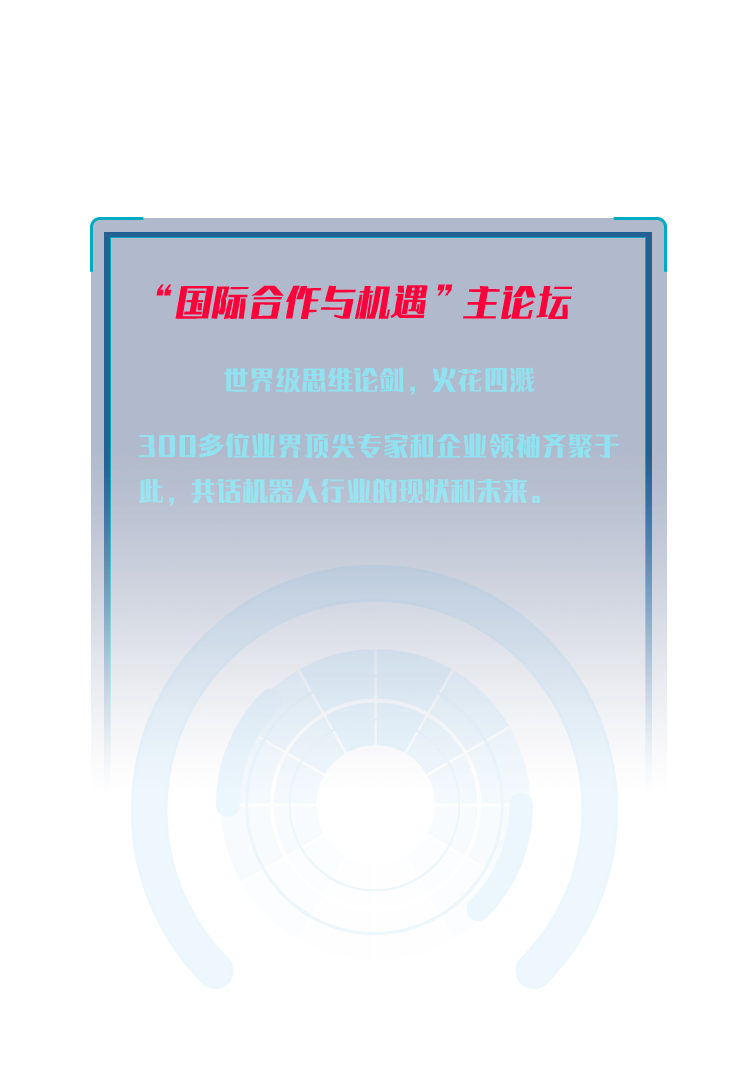 “国际合作与机遇”主论坛
世界级思维论剑，火花四溅
300多位业界顶尖专家和企业领袖齐聚于
此，共话机器人行业的现状和未来。